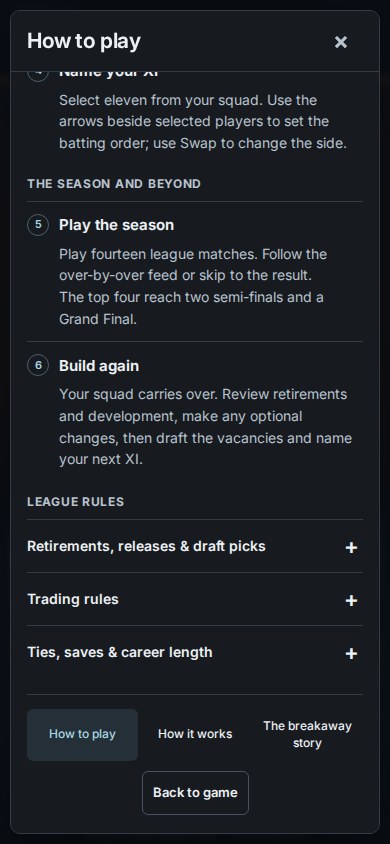 How to play
×
4 Name your XI
Select eleven from your squad. Use the
arrows beside selected players to set the
batting order; use Swap to change the side.
THE SEASON AND BEYOND
5 Play the season
Play fourteen league matches. Follow the
over-by-over feed or skip to the result.
The top four reach two semi-finals and a
Grand Final.
6 Build again
Your squad carries over. Review retirements
and development, make any optional
changes, then draft the vacancies and name
your next XI.
LEAGUE RULES
Retirements, releases & draft picks +
Trading rules +
Ties, saves & career length +
How to play
How it works
The breakaway
story
Back to game